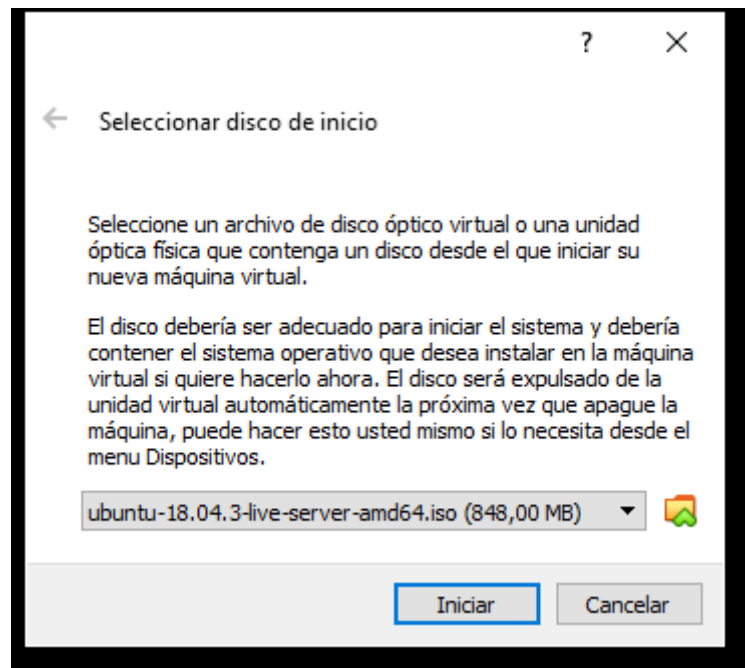 ?
Seleccionar disco de inicio
Seleccione un archivo de disco óptico virtual o una unidad
óptica física que contenga un disco desde el que iniciar su
nueva máquina virtual.
El disco debería ser adecuado para iniciar el sistema y debería
contener el sistema operativo que desea instalar en la máquina
virtual si quiere hacerlo ahora. El disco será expulsado de la
unidad virtual automáticamente la próxima vez que apague la
máquina, puede hacer esto usted mismo si lo necesita desde el
menu Dispositivos.
ubuntu-18.04.3-live-server-amd64.iso (848,00 MB)
Iniciar Cancelar